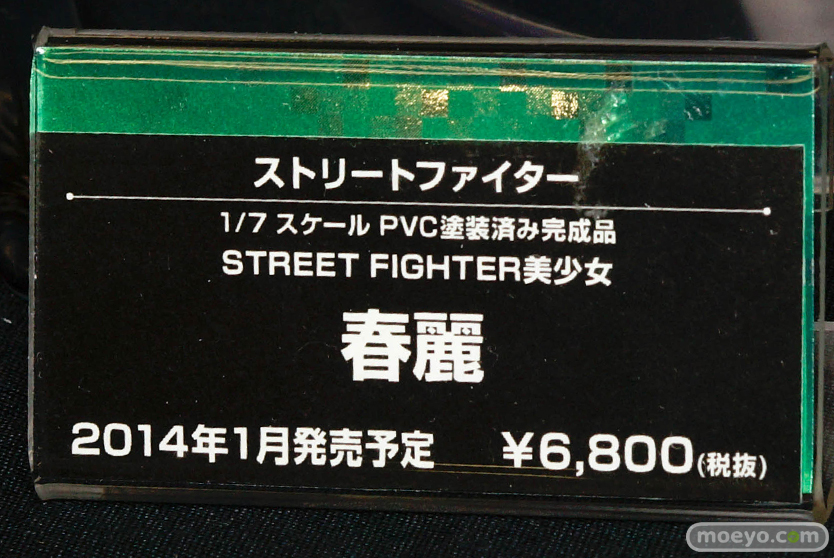 ストリートファイター
1/7 スケール PVC塗装済み完成品
STREET FIGHTER美少女
春麗
2014年1月発売予定 ¥6,800(税抜)
moeyo.com